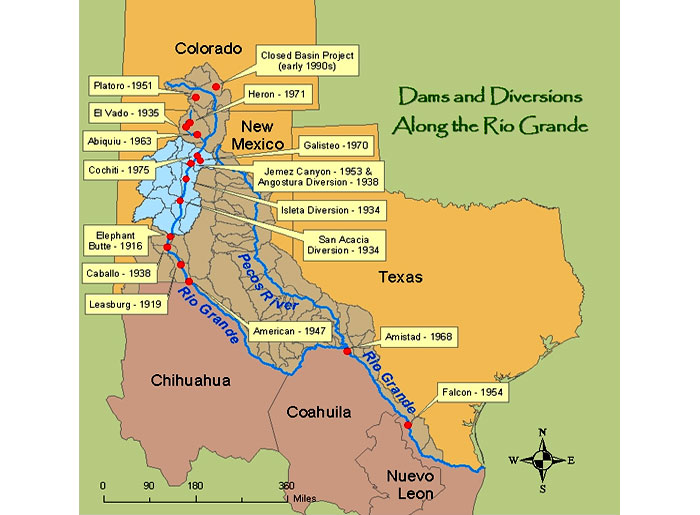 Colorado
Closed Basin Project
(early 1990s)
Platoro - 1951
Heron - 1971
Dams and Diversions
Along the Rio Grande
El Vado - 1935
New
Mexico
Abiquiu - 1963
Galisteo - 1970
Cochiti - 1975
Jemez Canyon - 1953 &
Angostura Diversion - 1938
Isleta Diversion - 1934
Elephant
Butte - 1916
San Acacia
Diversion - 1934
Caballo - 1938
Pecos River
Texas
Leasburg - 1919
Rio Grande
American - 1947
Amistad - 1968
Rio Grande
Chihuahua
Falcon - 1954
Coahuila
N
W
E
S
Nuevo
Leon
0 90 180 360
Miles